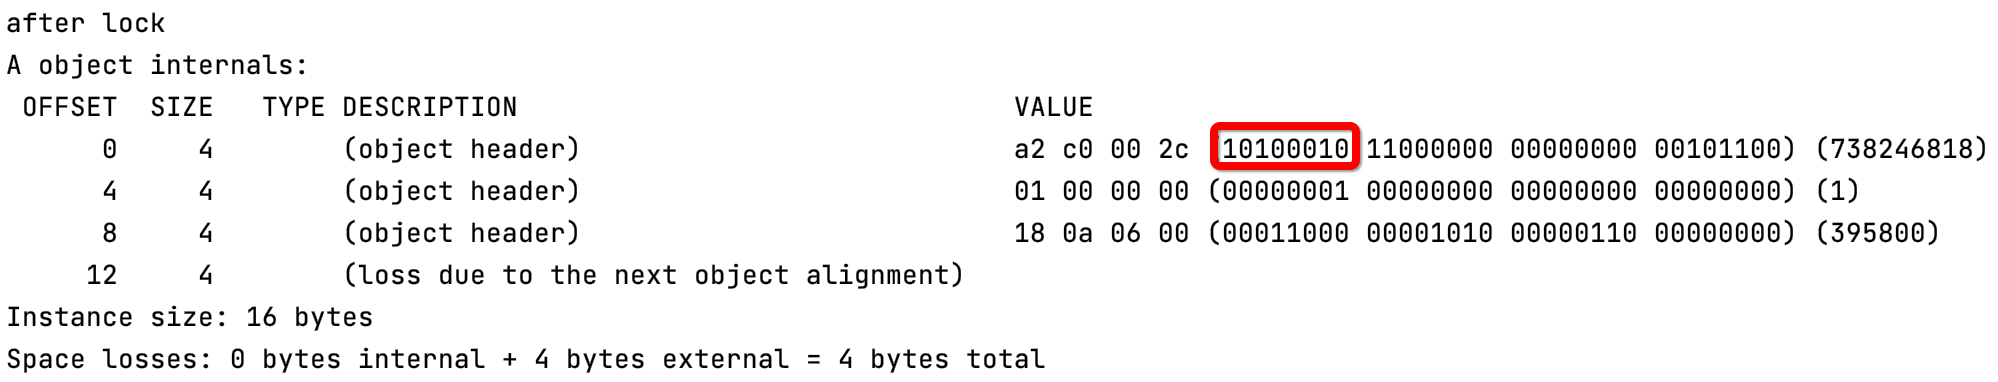 after lock
A object internals:
OFFSET SIZE TYPE DESCRIPTION VALUE
0 4 (object header) a2 c0 00 2c (10100010 11000000 00000000 00101100) (738246818)
4 4 (object header) 01 00 00 00 (00000001 00000000 00000000 00000000) (1)
8 4 (object header) 18 0a 06 00 (00011000 00001010 00000110 00000000) (395800)
12 4 (loss due to the next object alignment)
Instance size: 16 bytes
Space losses: 0 bytes internal + 4 bytes external = 4 bytes total